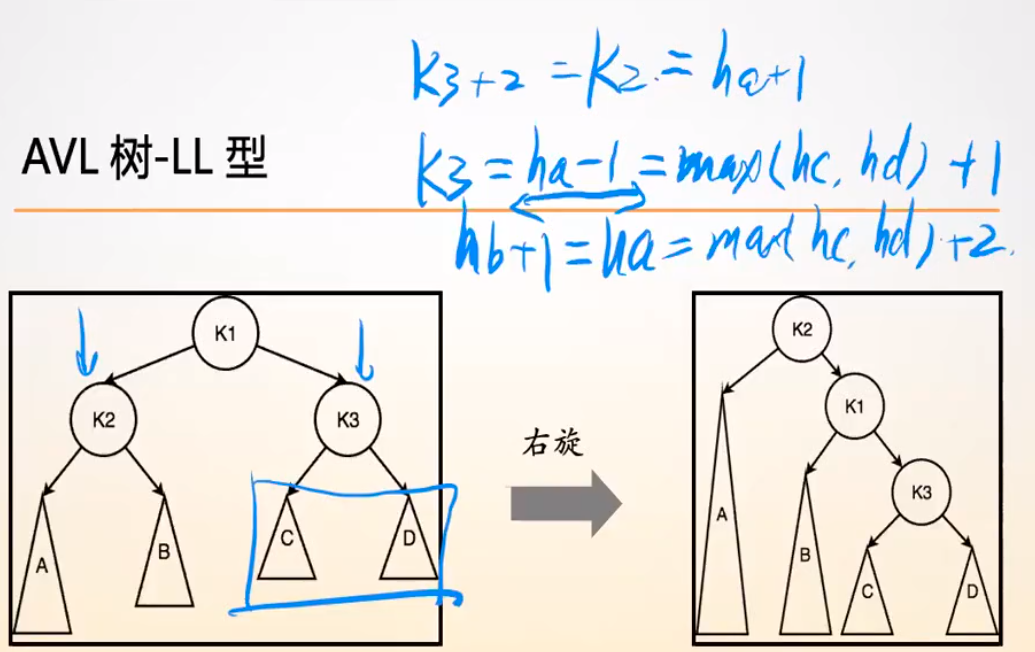 K3+2 = K2 = ha+1
AVL 树-LL 型
K3 = ha-1 = max(hc, hd) + 1
hb+1 = ha = max(hc, hd) + 2.
K1
K2
K3
A
B
C
D
右旋
K2
K1
K3
A
B
C
D